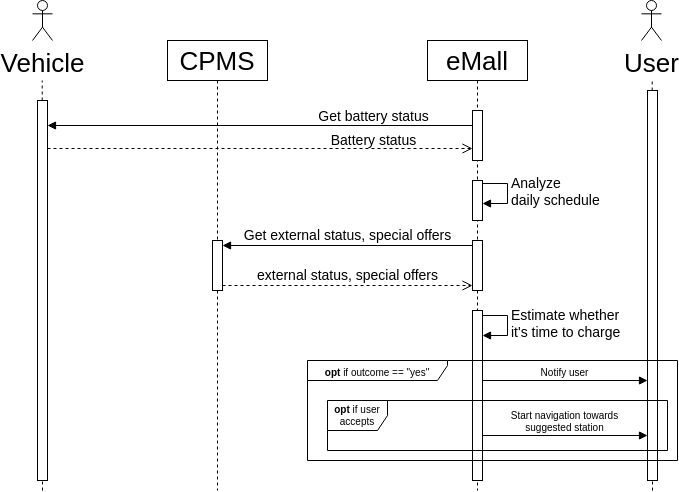 Vehicle
CPMS
eMall
User
Get battery status
Battery status
Analyze
daily schedule
Get external status, special offers
external status, special offers
Estimate whether
it's time to charge
opt if outcome == "yes"
Notify user
opt if user
accepts
Start navigation towards
suggested station